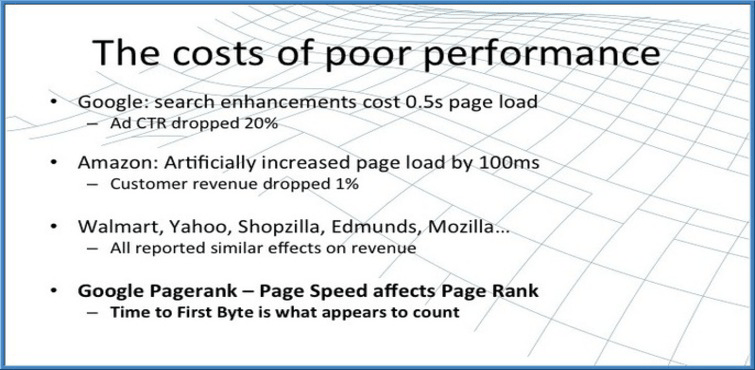 The costs of poor performance
• Google: search enhancements cost 0.5s page load
– Ad CTR dropped 20%
• Amazon: Artificially increased page load by 100ms
– Customer revenue dropped 1%
• Walmart, Yahoo, Shopzilla, Edmunds, Mozilla...
– All reported similar effects on revenue
• Google Pagerank – Page Speed affects Page Rank
– Time to First Byte is what appears to count